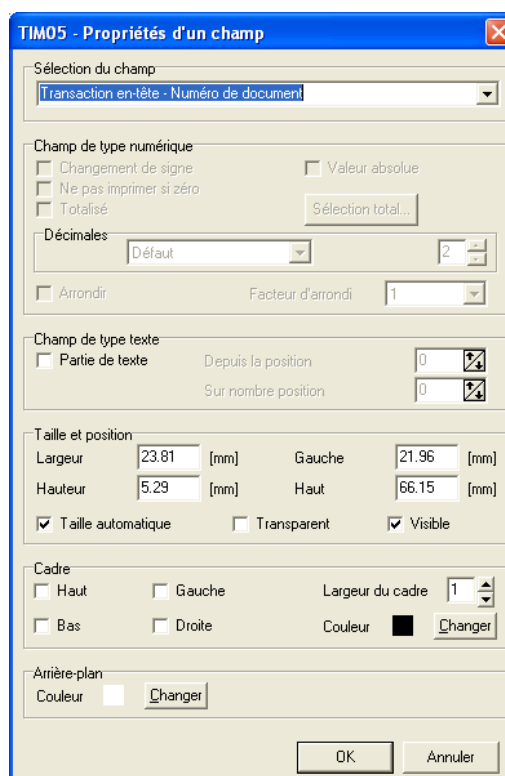 TIM05 - Propriétés d'un champ
Sélection du champ
Transaction en-tête - Numéro de document
Champ de type numérique
Changement de signe Valeur absolue
Ne pas imprimer si zéro
Totalisé Sélection total...
Décimales
Défaut 2
Arrondir Facteur d'arrondi 1
Champ de type texte
Partie de texte Depuis la position 0
Sur nombre position 0
Taille et position
Largeur 23.81 [mm] Gauche 21.96 [mm]
Hauteur 5.29 [mm] Haut 66.15 [mm]
Taille automatique Transparent Visible
Cadre
Haut Gauche Largeur du cadre 1
Bas Droite Couleur Changer
Arrière-plan
Couleur Changer
OK Annuler